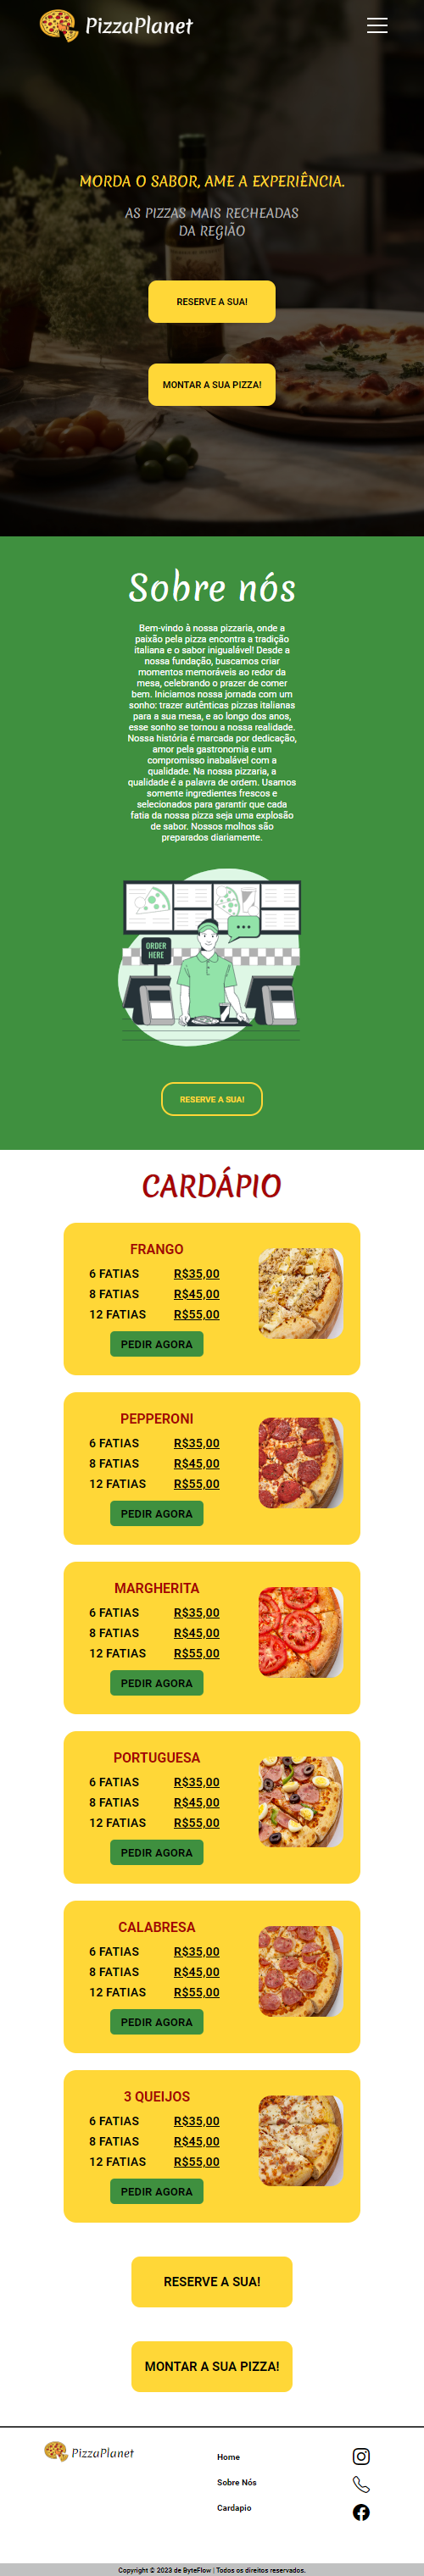 PizzaPlanet
MORDA O SABOR, AME A EXPERIÊNCIA.
AS PIZZAS MAIS RECHEADAS
DA REGIÃO
RESERVE A SUA!
MONTAR A SUA PIZZA!
Sobre nós
Bem-vindo à nossa pizzaria, onde a
paixão pela pizza encontra a tradição
italiana e o sabor inigualável! Desde a
nossa fundação, buscamos criar
momentos memoráveis ao redor da
mesa, celebrando o prazer de comer
bem. Iniciamos nossa jornada com um
sonho: trazer autênticas pizzas italianas
para a sua mesa, e ao longo dos anos,
esse sonho se tornou a nossa realidade.
Nossa história é marcada por dedicação,
amor pela gastronomia e um
compromisso inabalável com a
qualidade. Na nossa pizzaria, a
qualidade é a palavra de ordem. Usamos
somente ingredientes frescos e
selecionados para garantir que cada
fatia da nossa pizza seja uma explosão
de sabor. Nossos molhos são
preparados diariamente.
ORDER
HERE
RESERVE A SUA!
CARDÁPIO
FRANGO
6 FATIAS R$35,00
8 FATIAS R$45,00
12 FATIAS R$55,00
PEDIR AGORA
PEPPERONI
6 FATIAS R$35,00
8 FATIAS R$45,00
12 FATIAS R$55,00
PEDIR AGORA
MARGHERITA
6 FATIAS R$35,00
8 FATIAS R$45,00
12 FATIAS R$55,00
PEDIR AGORA
PORTUGUESA
6 FATIAS R$35,00
8 FATIAS R$45,00
12 FATIAS R$55,00
PEDIR AGORA
CALABRESA
6 FATIAS R$35,00
8 FATIAS R$45,00
12 FATIAS R$55,00
PEDIR AGORA
3 QUEIJOS
6 FATIAS R$35,00
8 FATIAS R$45,00
12 FATIAS R$55,00
PEDIR AGORA
RESERVE A SUA!
MONTAR A SUA PIZZA!
PizzaPlanet
Home
Sobre Nós
Cardapio
Copyright © 2023 de ByteFlow | Todos os direitos reservados.